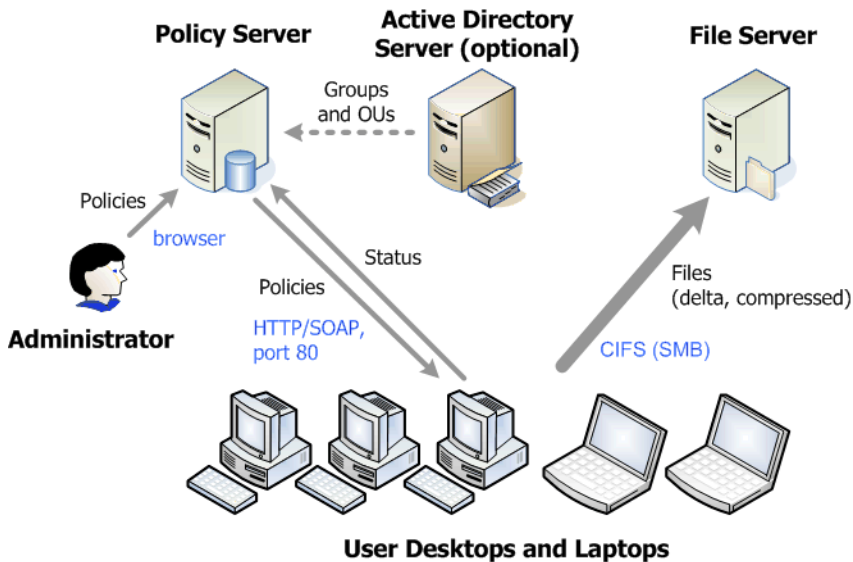 Policy Server
Active Directory
Server (optional)
File Server
Groups
and OUs
Policies
browser
Administrator
Status
Policies
HTTP/SOAP,
port 80
Files
(delta, compressed)
CIFS (SMB)
User Desktops and Laptops